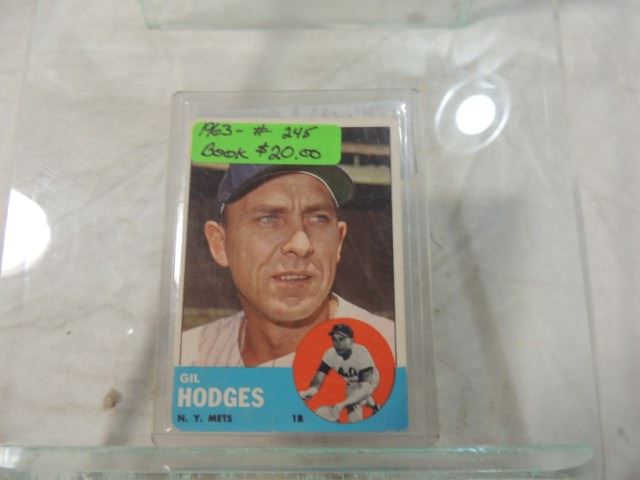 1963- # 245
Book $20.00
GIL
HODGES
N. Y. METS 1B